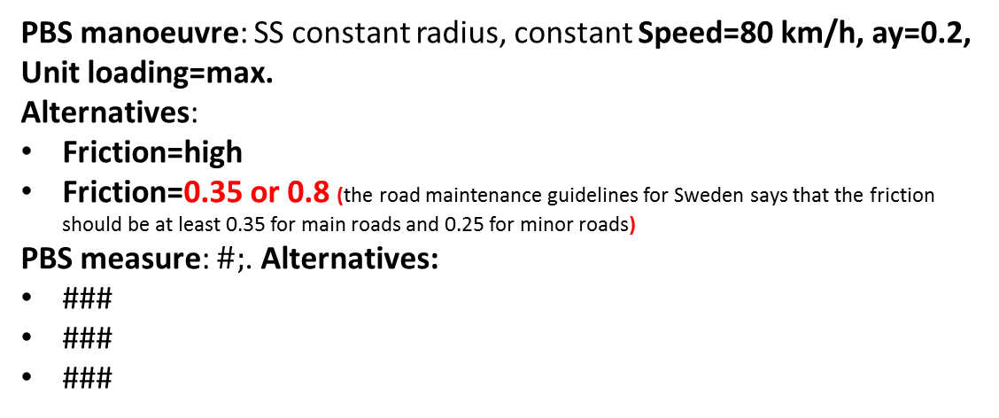 PBS manoeuvre: SS constant radius, constant Speed=80 km/h, ay=0.2,
Unit loading=max.
Alternatives:
• Friction=high
• Friction=0.35 or 0.8 (the road maintenance guidelines for Sweden says that the friction
should be at least 0.35 for main roads and 0.25 for minor roads)
PBS measure: #;. Alternatives:
• ###
• ###
• ###